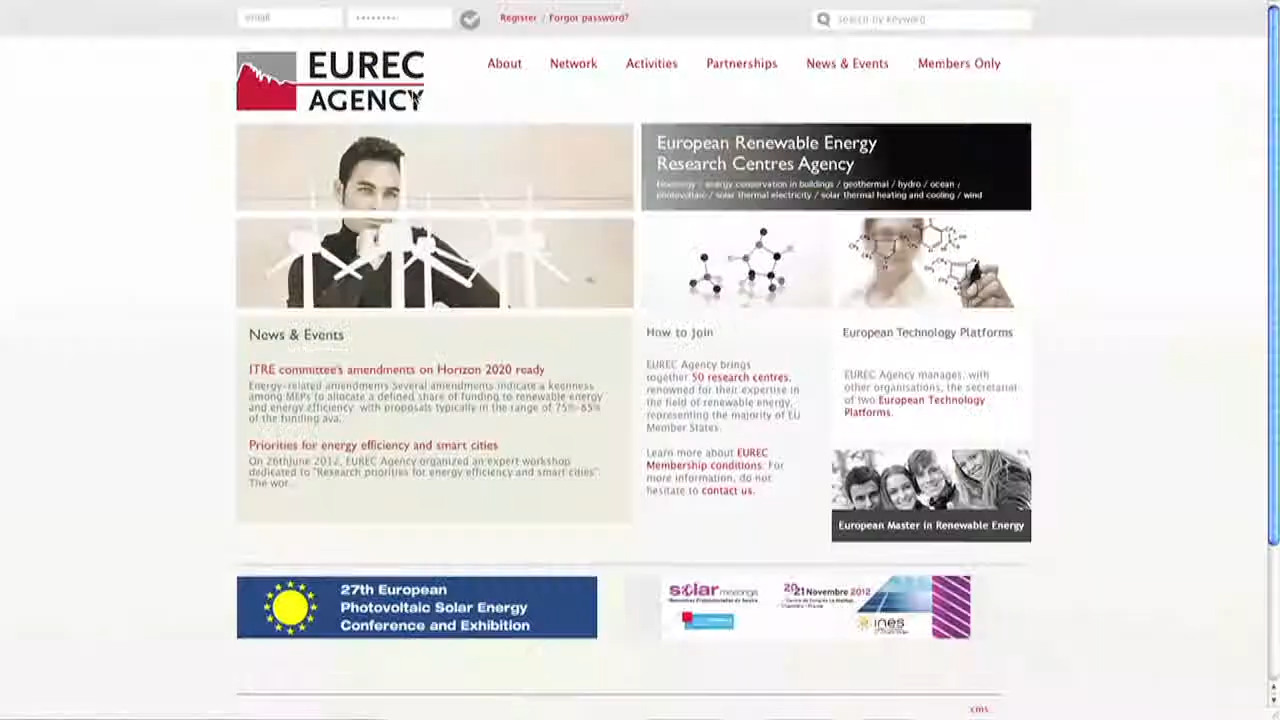 email
Register / Forgot password?
search by keyword
EUREC
AGENCY
About Network Activities Partnerships News & Events Members Only
European Renewable Energy
Research Centres Agency
bioenergy / energy conservation in buildings / geothermal / hydro / ocean /
photovoltaic / solar thermal electricity / solar thermal heating and cooling / wind
News & Events
ITRE committee's amendments on Horizon 2020 ready
Energy-related amendments Several amendments indicate a keenness
among MEPs to allocate a defined share of funding to renewable energy
and energy efficiency with proposals typically in the range of 75%-85%
of the funding ava.
Priorities for energy efficiency and smart cities
On 26thJune 2012, EUREC Agency organized an expert workshop
dedicated to "Research priorities for energy efficiency and smart cities".
The wor...
How to Join
EUREC Agency brings
together 50 research centres,
renowned for their expertise in
the field of renewable energy,
representing the majority of EU
Member States.
Learn more about EUREC
Membership conditions. For
more information, do not
hesitate to contact us.
European Technology Platforms
EUREC Agency manages, with
other organisations, the secretariat
of two European Technology
Platforms.
European Master in Renewable Energy
27th European
Photovoltaic Solar Energy
Conference and Exhibition
solar meetings
20>21 Novembre 2012
ines
cms